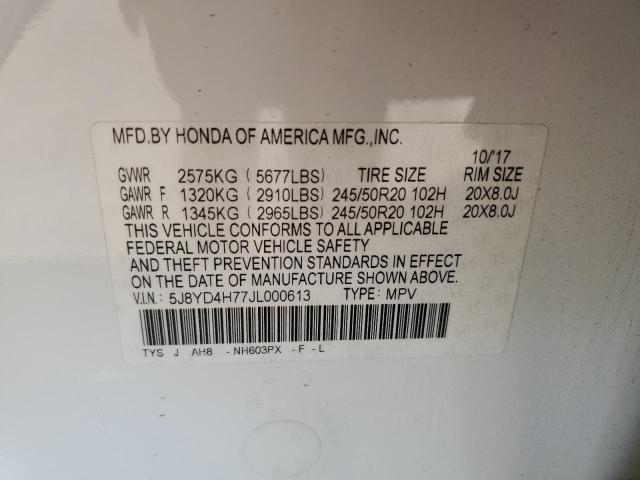 MFD.BY HONDA OF AMERICA MFG.,INC.
10/'17
GVWR 2575KG ( 5677LBS) TIRE SIZE RIM SIZE
GAWR F 1320KG ( 2910LBS) 245/50R20 102H 20X8.0J
GAWR R 1345KG ( 2965LBS) 245/50R20 102H 20X8.0J
THIS VEHICLE CONFORMS TO ALL APPLICABLE
FEDERAL MOTOR VEHICLE SAFETY
AND THEFT PREVENTION STANDARDS IN EFFECT
ON THE DATE OF MANUFACTURE SHOWN ABOVE.
V.I.N: 5J8YD4H77JL000613 TYPE: MPV
TYS J AH8 - NH603PX - F - L